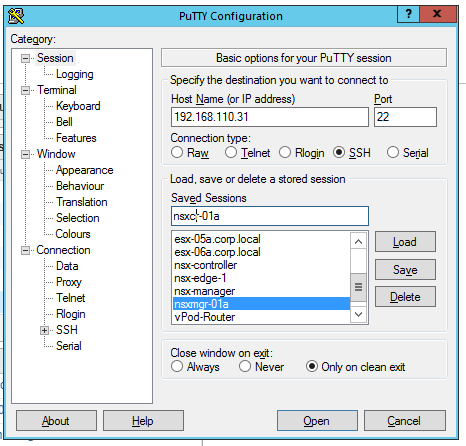 PuTTY Configuration
? X
Category:
Session
Logging
Terminal
Keyboard
Bell
Features
Window
Appearance
Behaviour
Translation
Selection
Colours
Connection
Data
Proxy
Telnet
Rlogin
SSH
Serial
Basic options for your PuTTY session
Specify the destination you want to connect to
Host Name (or IP address) Port
192.168.110.31 22
Connection type:
Raw Telnet Rlogin SSH Serial
Load, save or delete a stored session
Saved Sessions
esx-05a.corp.local
esx-06a.corp.local
nsx-controller
nsx-edge-1
nsx-manager
nsxmgr-01a
vPod-Router
Load
Save
Delete
Close window on exit:
Always Never Only on clean exit
About Help Open Cancel